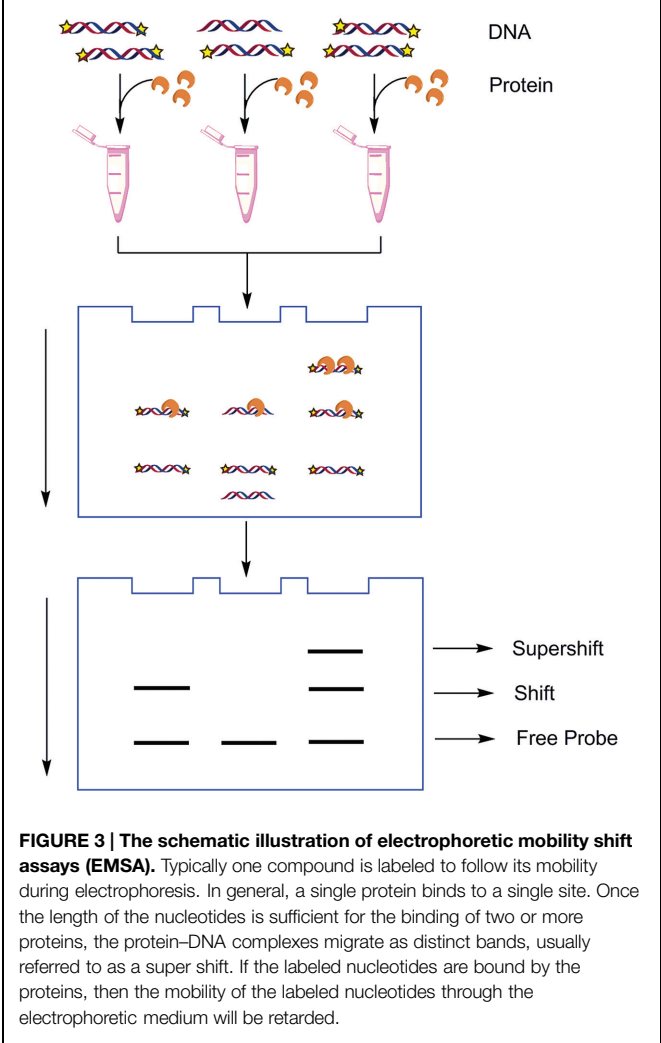 DNA
Protein
Supershift
Shift
Free Probe
FIGURE 3 | The schematic illustration of electrophoretic mobility shift
assays (EMSA). Typically one compound is labeled to follow its mobility
during electrophoresis. In general, a single protein binds to a single site. Once
the length of the nucleotides is sufficient for the binding of two or more
proteins, the protein–DNA complexes migrate as distinct bands, usually
referred to as a super shift. If the labeled nucleotides are bound by the
proteins, then the mobility of the labeled nucleotides through the
electrophoretic medium will be retarded.